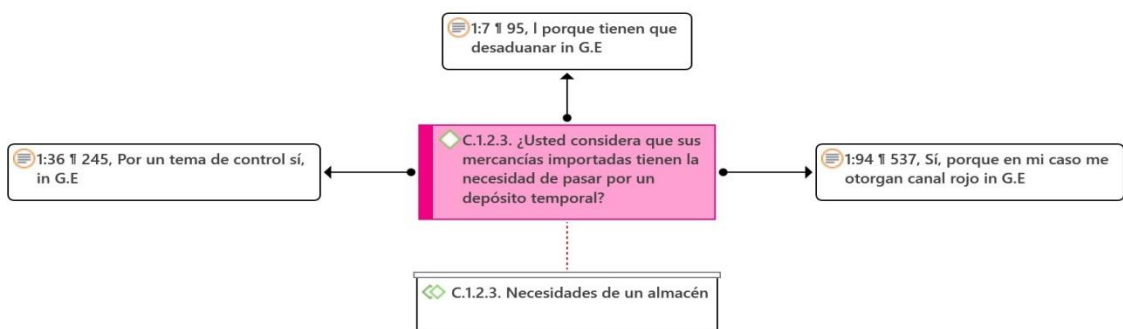 1:7 ¶ 95, l porque tienen que
desaduanar in G.E
1:36 ¶ 245, Por un tema de control sí,
in G.E
C.1.2.3. ¿Usted considera que sus
mercancías importadas tienen la
necesidad de pasar por un
depósito temporal?
1:94 ¶ 537, Sí, porque en mi caso me
otorgan canal rojo in G.E
C.1.2.3. Necesidades de un almacén